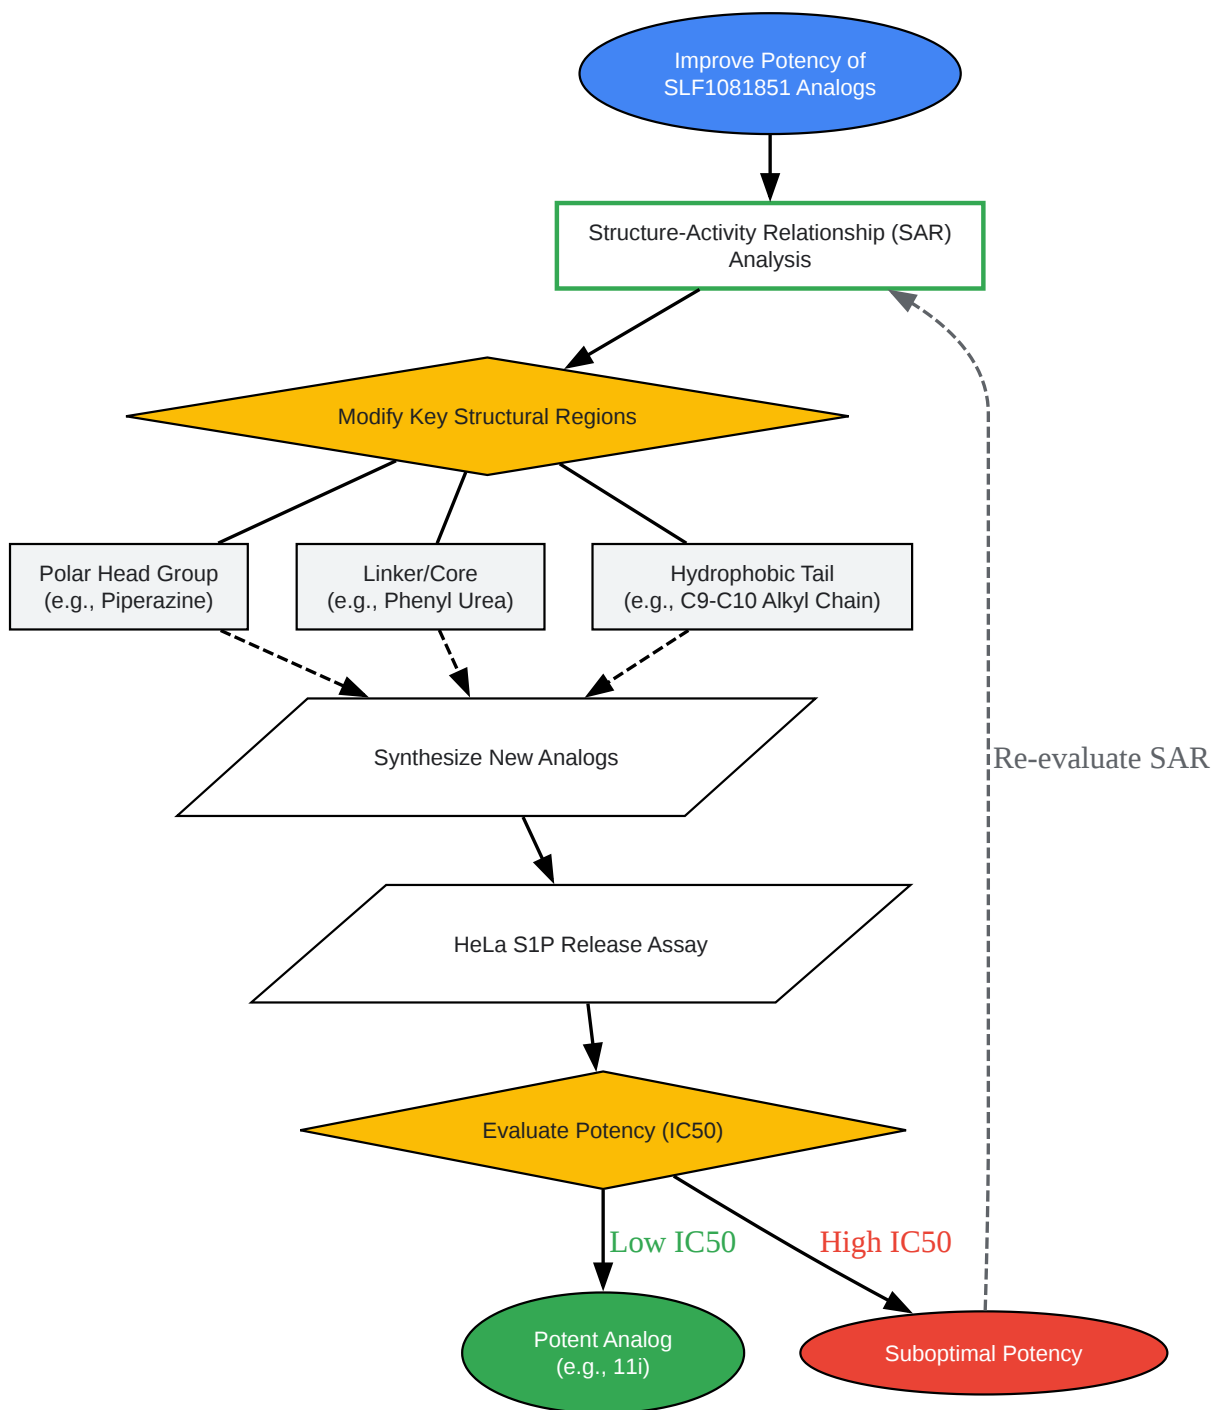 Improve Potency of
SLF1081851 Analogs
Structure-Activity Relationship (SAR)
Analysis
Modify Key Structural Regions
Polar Head Group
(e.g., Piperazine)
Linker/Core
(e.g., Phenyl Urea)
Hydrophobic Tail
(e.g., C9-C10 Alkyl Chain)
Synthesize New Analogs
Re-evaluate SAR
HeLa S1P Release Assay
Evaluate Potency (IC50)
Low IC50
High IC50
Potent Analog
(e.g., 11i)
Suboptimal Potency